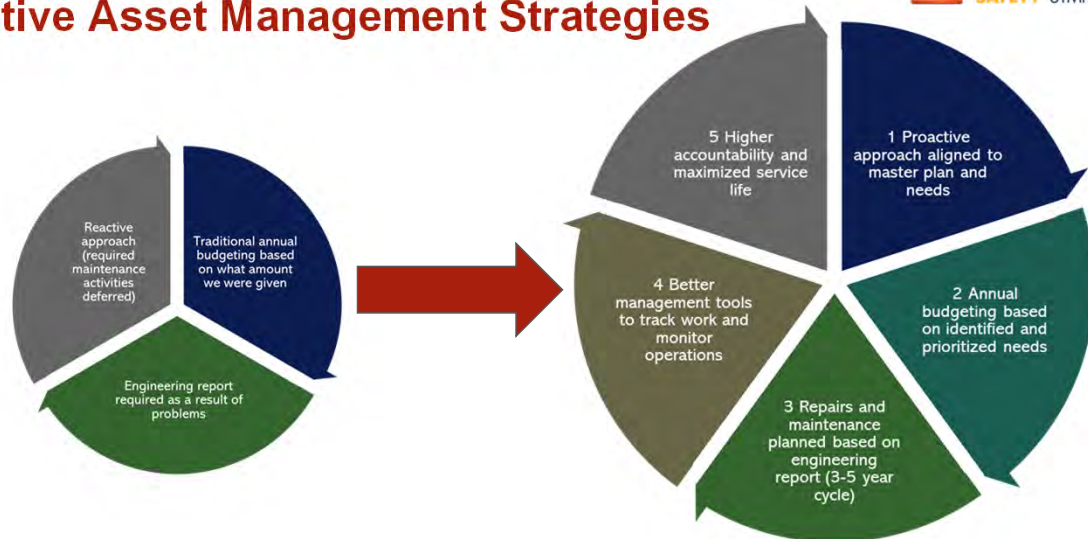 tive Asset Management Strategies
Reactive
approach
(required
maintenance
activities
deferred)
Traditional annual
budgeting based
on what amount
we were given
Engineering report
required as a result of
problems
5 Higher
accountability and
maximized service
life
1 Proactive
approach aligned to
master plan and
needs
4 Better
management tools
to track work and
monitor
operations
2 Annual
budgeting based
on identified and
prioritized needs
3 Repairs and
maintenance
planned based on
engineering
report (3-5 year
cycle)